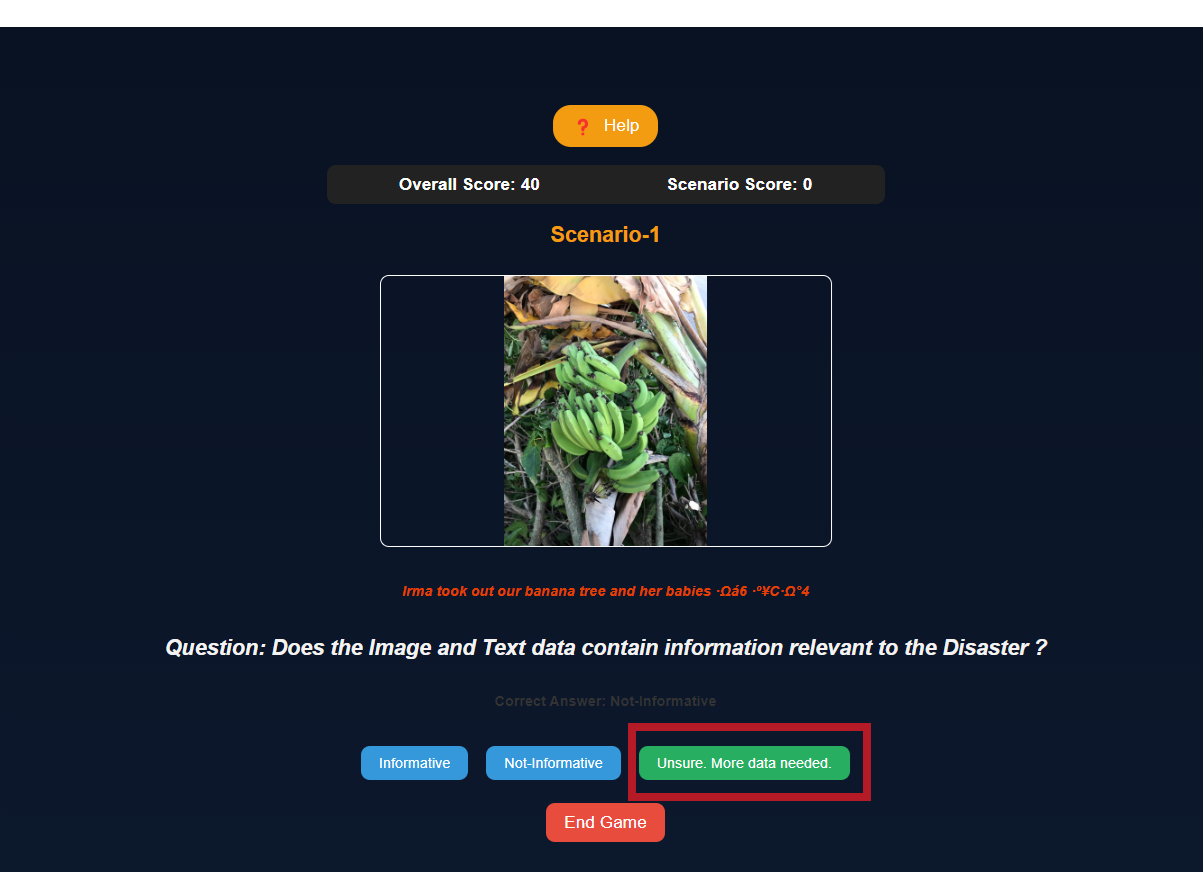 ❓ Help
Overall Score: 40 Scenario Score: 0
Scenario-1
Irma took out our banana tree and her babies ·Ωá6 ·º¥C·Ω°4
Question: Does the Image and Text data contain information relevant to the Disaster ?
Correct Answer: Not-Informative
Informative Not-Informative Unsure. More data needed.
End Game